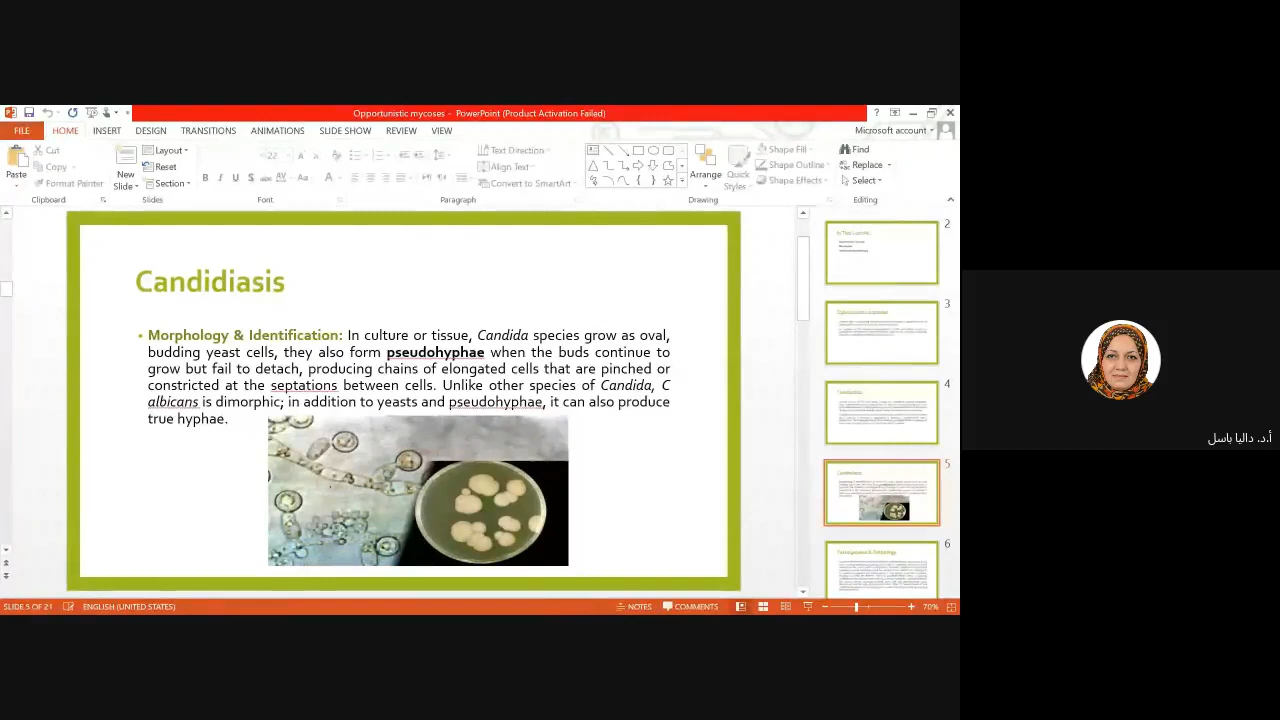 Opportunistic mycoses - PowerPoint (Product Activation Failed)
FILE HOME INSERT DESIGN TRANSITIONS ANIMATIONS SLIDE SHOW REVIEW VIEW
Microsoft account
Paste
Cut
Copy
Format Painter
Clipboard
New
Slide
Layout
Reset
Section
Slides
22
Font
Text Direction
Align Text
Convert to SmartArt
Paragraph
Arrange
Quick
Styles
Shape Fill
Shape Outline
Shape Effects
Drawing
Find
Replace
Select
Editing
Candidiasis
• Morphology & Identification: in culture or tissue, Candida species grow as oval,
budding yeast cells, they also form pseudohyphae when the buds continue to
grow but fail to detach, producing chains of elongated cells that are pinched or
constricted at the septations between cells. Unlike other species of Candida, C
albicans is dimorphic; in addition to yeasts and pseudohyphae, it can also produce
true hyphae.
2
3
4
5
6
أ.د. داليا باسل
SLIDE 5 OF 21 ENGLISH (UNITED STATES) NOTES COMMENTS 70%